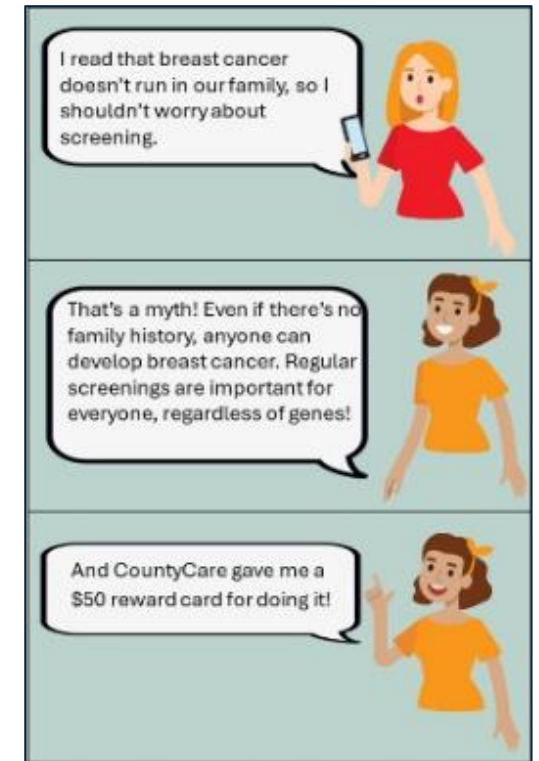 I read that breast cancer
doesn't run in our family, so I
shouldn't worry about
screening.
That's a myth! Even if there's no
family history, anyone can
develop breast cancer. Regular
screenings are important for
everyone, regardless of genes!
And CountyCare gave me a
$50 reward card for doing it!